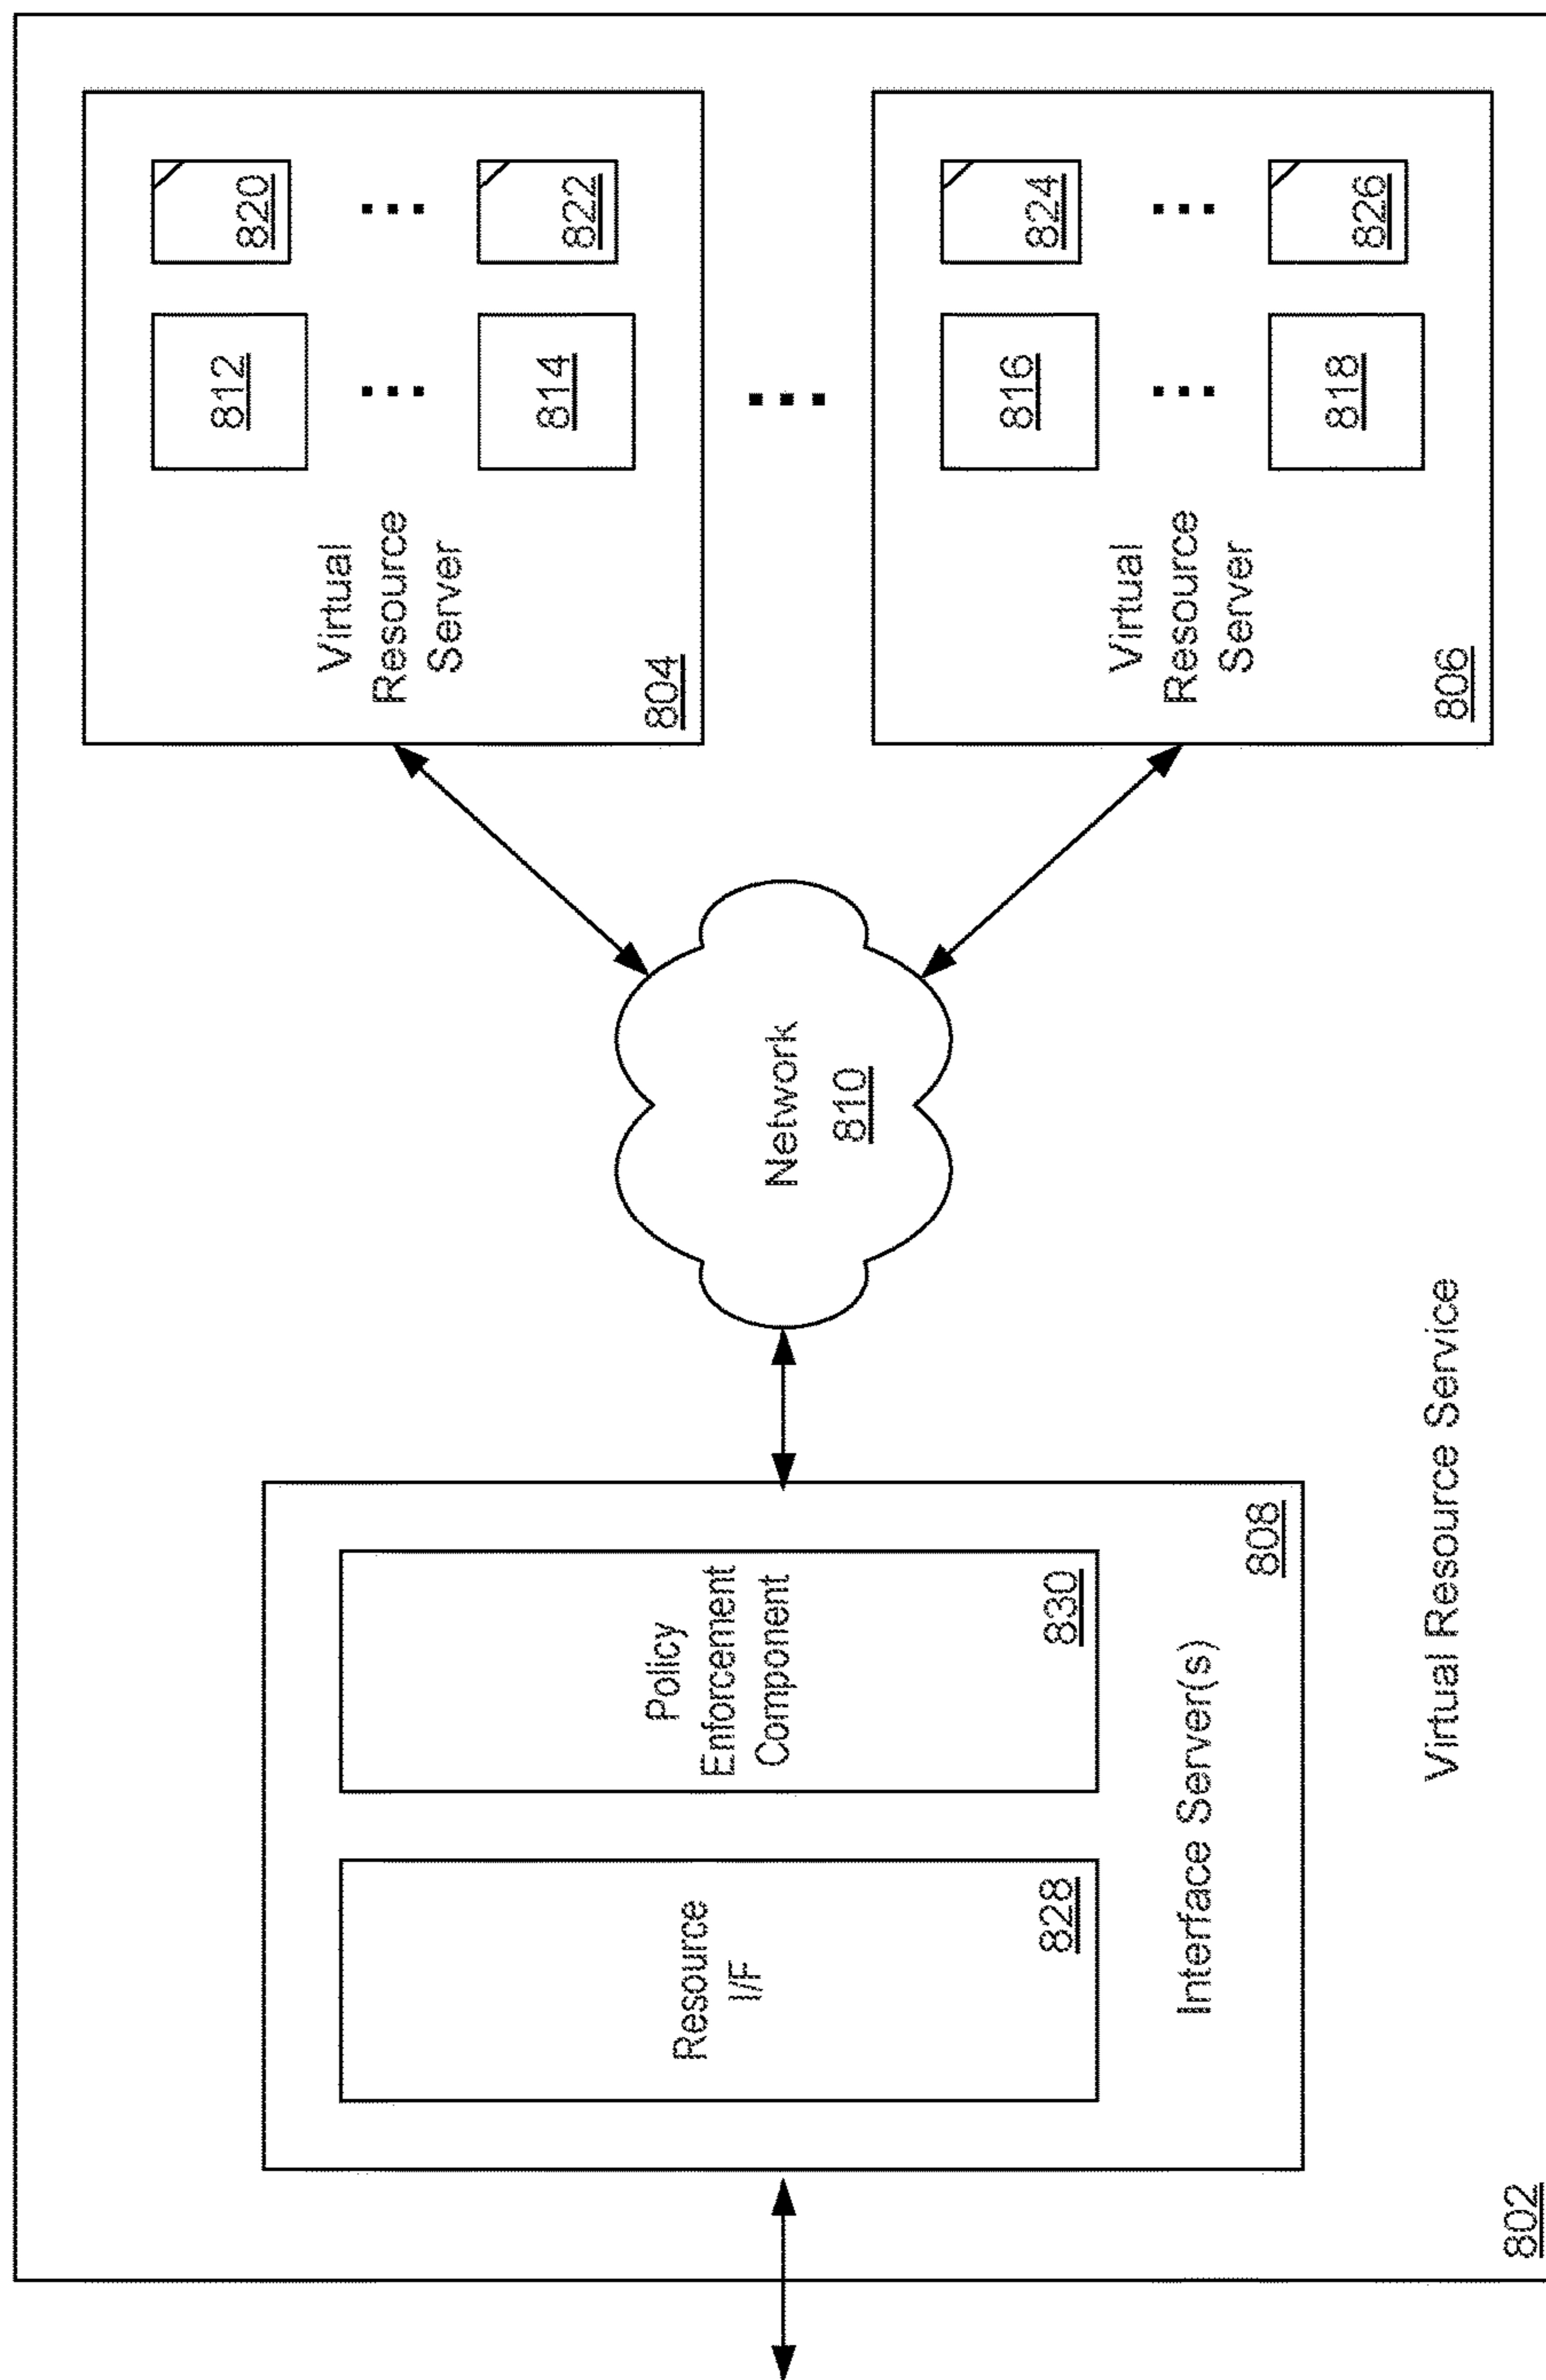 Resource
I/F
828
Policy
Enforcement
Component
830
Interface Server(s)
808
Network
810
Virtual
Resource
Server
804
812
820
...
...
814
822
...
Virtual
Resource
Server
806
816
824
...
...
818
826
Virtual Resource Service
802